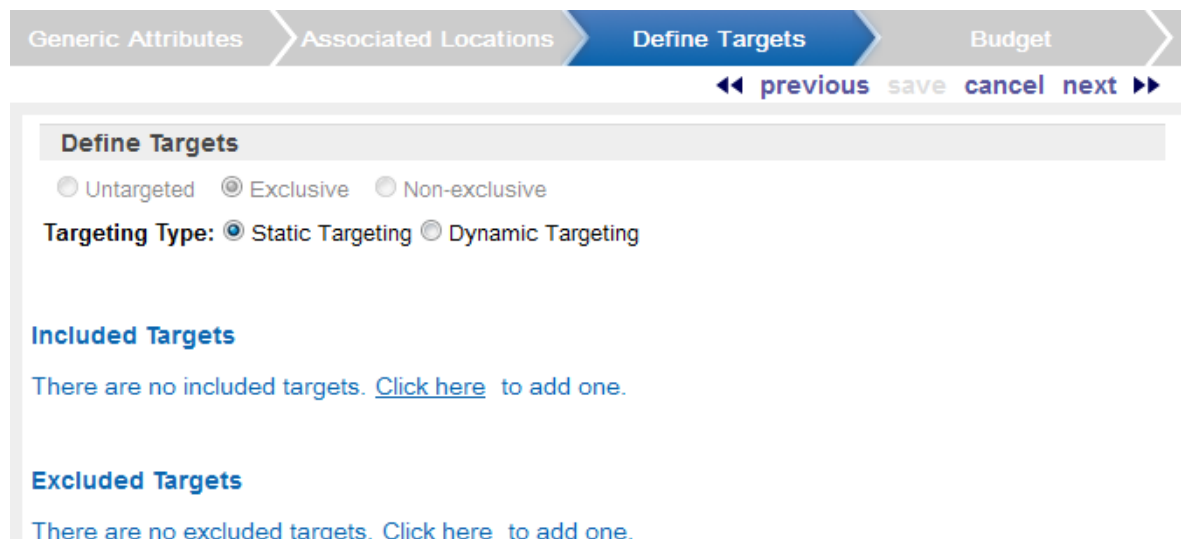 Generic Attributes Associated Locations Define Targets Budget
previous save cancel next
Define Targets
Untargeted Exclusive Non-exclusive
Targeting Type: Static Targeting Dynamic Targeting
Included Targets
There are no included targets. Click here to add one.
Excluded Targets
There are no excluded targets. Click here to add one.